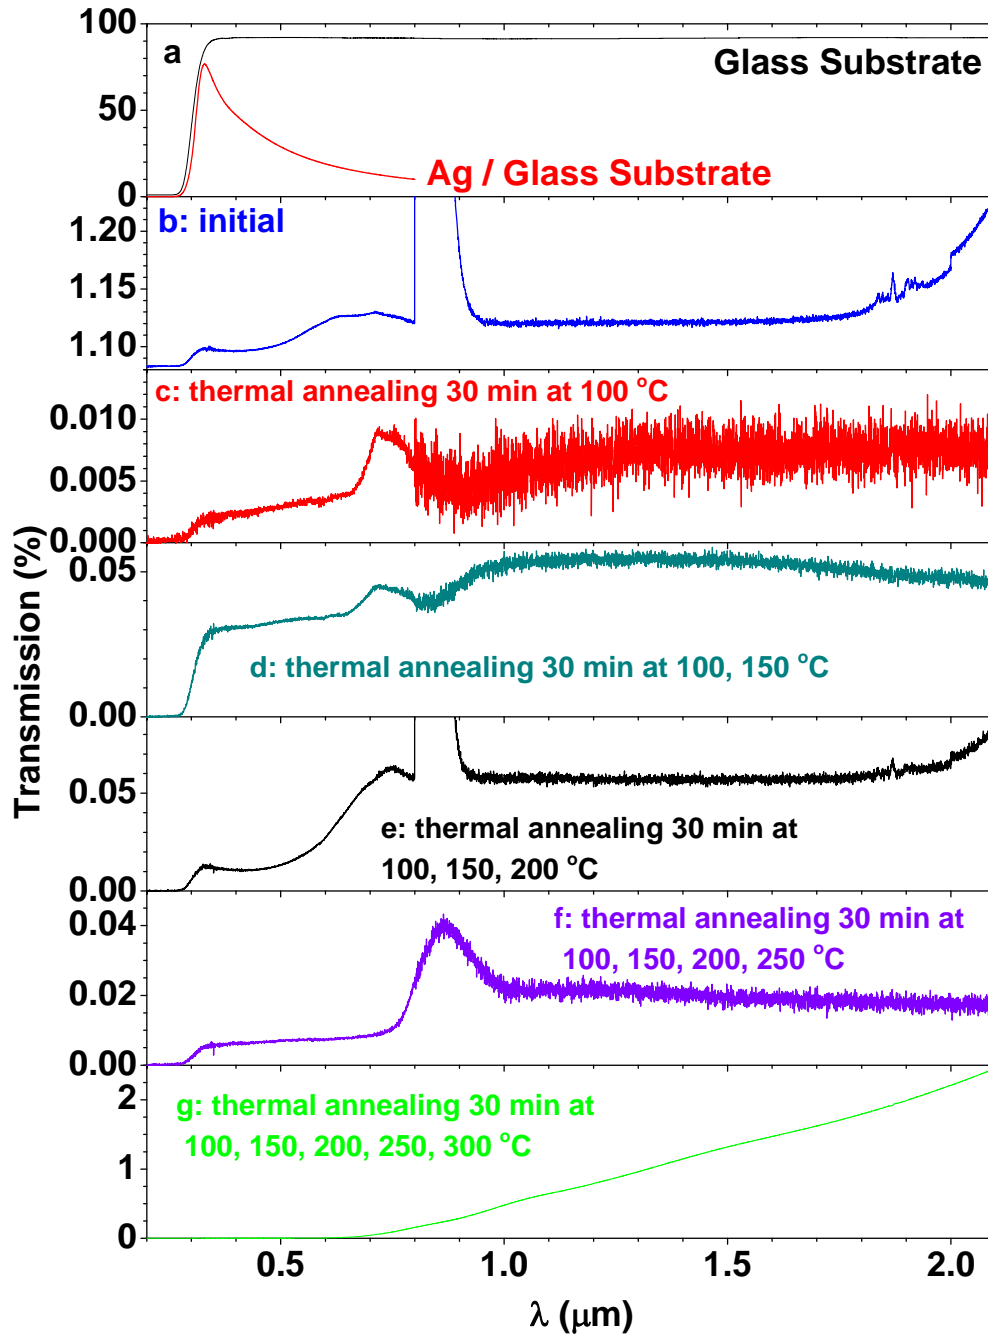 100
a
Glass Substrate
50
Ag / Glass Substrate
0
b: initial
1.20
1.15
1.10
c: thermal annealing 30 min at 100 °C
0.010
0.005
0.000
0.05
d: thermal annealing 30 min at 100, 150 °C
0.00
0.05
e: thermal annealing 30 min at
100, 150, 200 °C
0.00
0.04
f: thermal annealing 30 min at
100, 150, 200, 250 °C
0.02
0.00
2
g: thermal annealing 30 min at
100, 150, 200, 250, 300 °C
1
0
Transmission (%)
0.5 1.0 1.5 2.0
λ (μm)